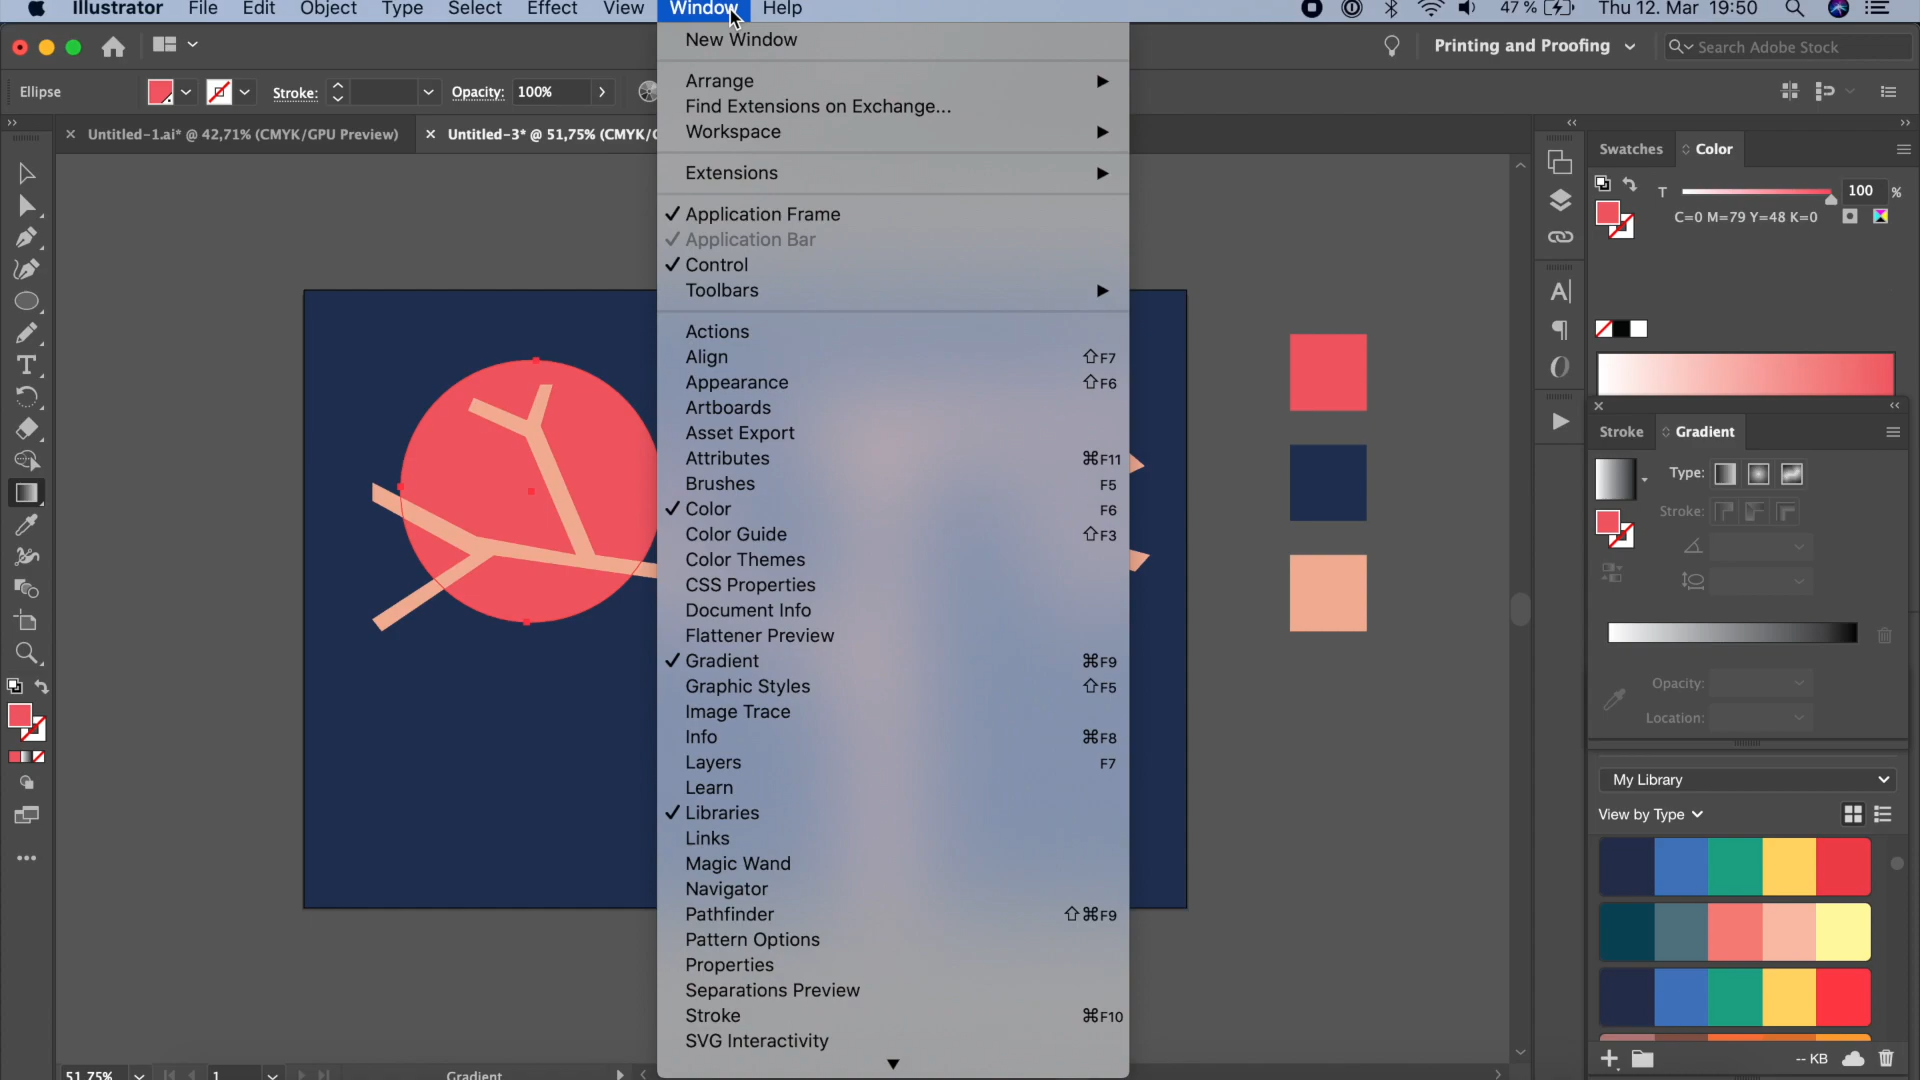 Illustrator File Edit Object Type Select Effect View Window Help 47 % Thu 12. Mar 19:50
New Window
Printing and Proofing Search Adobe Stock
Ellipse Stroke: Opacity: 100%
Arrange
Find Extensions on Exchange...
Workspace
Untitled-1.ai* @ 42,71% (CMYK/GPU Preview) Untitled-3* @ 51,75% (CMYK/G
Swatches Color
Extensions
T 100 %
C=0 M=79 Y=48 K=0
Application Frame
Application Bar
Control
Toolbars
Actions
Align ⇧F7
Appearance ⇧F6
Artboards
Asset Export
Attributes ⌘F11
Brushes F5
Color F6
Color Guide ⇧F3
Color Themes
CSS Properties
Document Info
Flattener Preview
Gradient ⌘F9
Graphic Styles ⇧F5
Image Trace
Info ⌘F8
Layers F7
Learn
Libraries
Links
Magic Wand
Navigator
Pathfinder ⇧⌘F9
Pattern Options
Properties
Separations Preview
Stroke ⌘F10
SVG Interactivity
Stroke Gradient
Type:
Stroke:
Opacity:
Location:
My Library
View by Type
-- KB
51,75% 1 Gradient